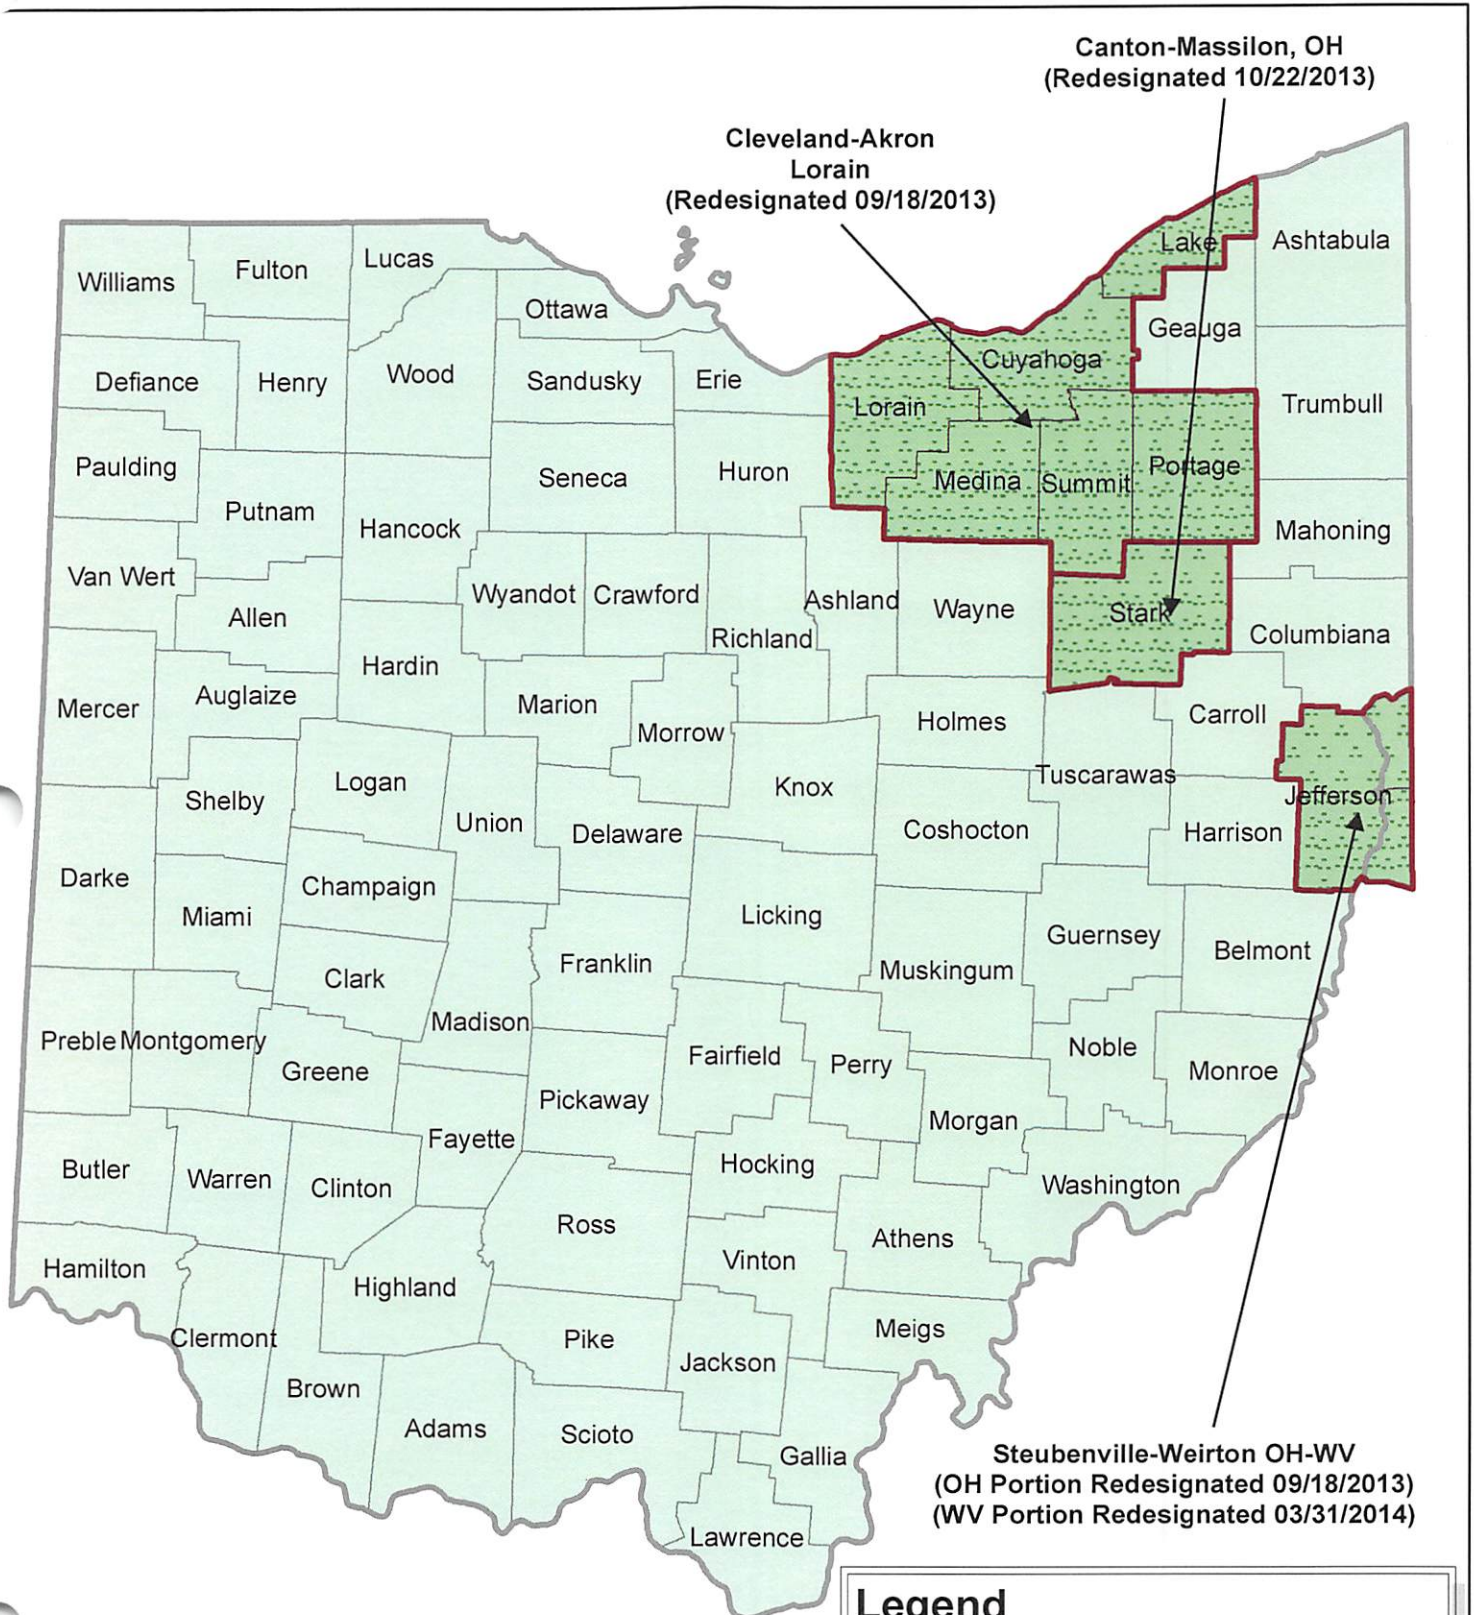 Canton-Massilon, OH
(Redesignated 10/22/2013)
Cleveland-Akron
Lorain
(Redesignated 09/18/2013)
Lake
Ashtabula
Williams
Fulton
Lucas
Ottawa
Geauga
Cuyahoga
Defiance
Henry
Wood
Sandusky
Erie
Lorain
Trumbull
Paulding
Putnam
Hancock
Seneca
Huron
Medina
Summit
Portage
Mahoning
Van Wert
Allen
Wyandot
Crawford
Richland
Ashland
Wayne
Stark
Columbiana
Mercer
Auglaize
Hardin
Marion
Morrow
Holmes
Carroll
Shelby
Logan
Union
Delaware
Knox
Coshocton
Tuscarawas
Harrison
Jefferson
Darke
Miami
Champaign
Clark
Madison
Franklin
Licking
Muskingum
Guernsey
Belmont
Preble
Montgomery
Greene
Pickaway
Fairfield
Perry
Noble
Monroe
Morgan
Fayette
Butler
Warren
Clinton
Hocking
Washington
Ross
Athens
Vinton
Hamilton
Highland
Clermont
Pike
Jackson
Meigs
Brown
Adams
Scioto
Gallia
Lawrence
Steubenville-Weirton OH-WV
(OH Portion Redesignated 09/18/2013)
(WV Portion Redesignated 03/31/2014)
Legend